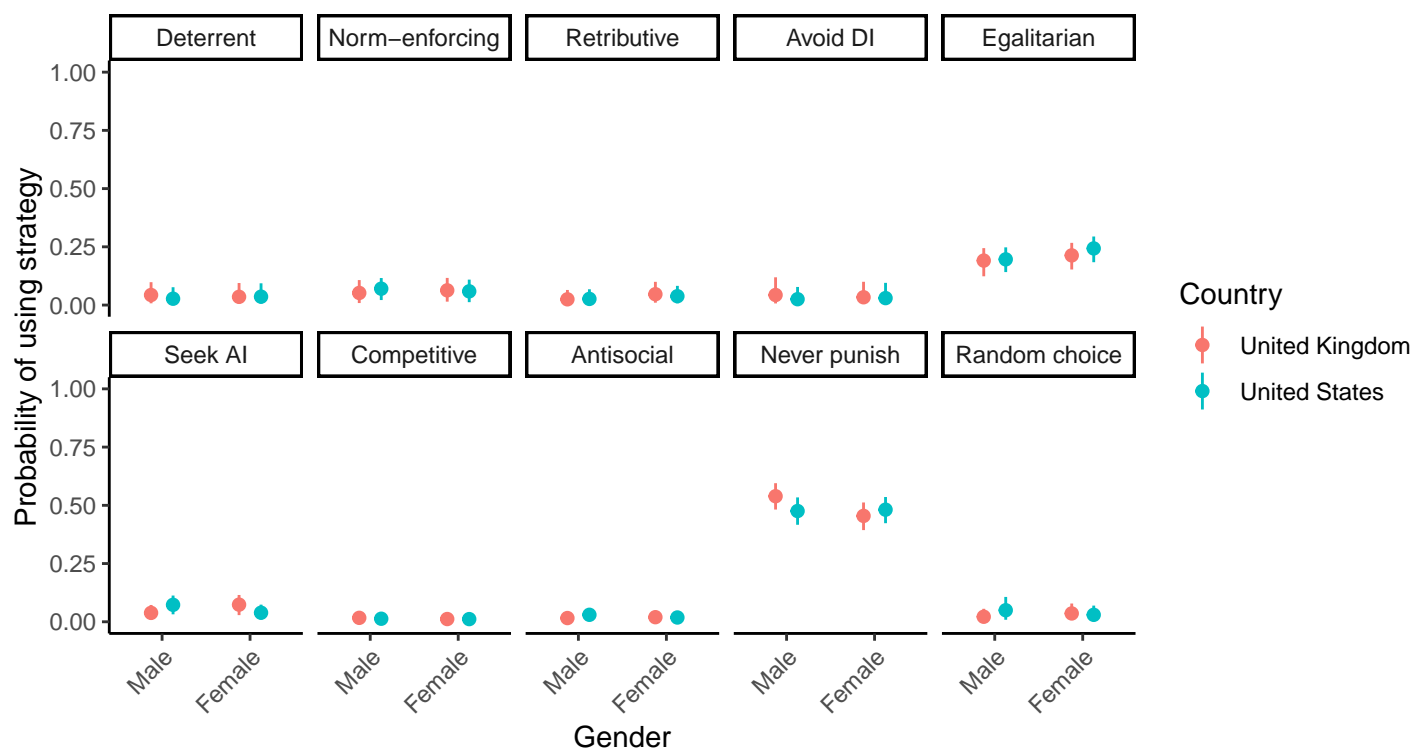 Deterrent Norm−enforcing Retributive Avoid DI Egalitarian
1.00
0.75
0.50
0.25
0.00
Seek AI Competitive Antisocial Never punish Random choice
1.00
0.75
0.50
0.25
0.00
Male Female Male Female Male Female Male Female Male Female
Gender
Probability of using strategy
Country
United Kingdom
United States